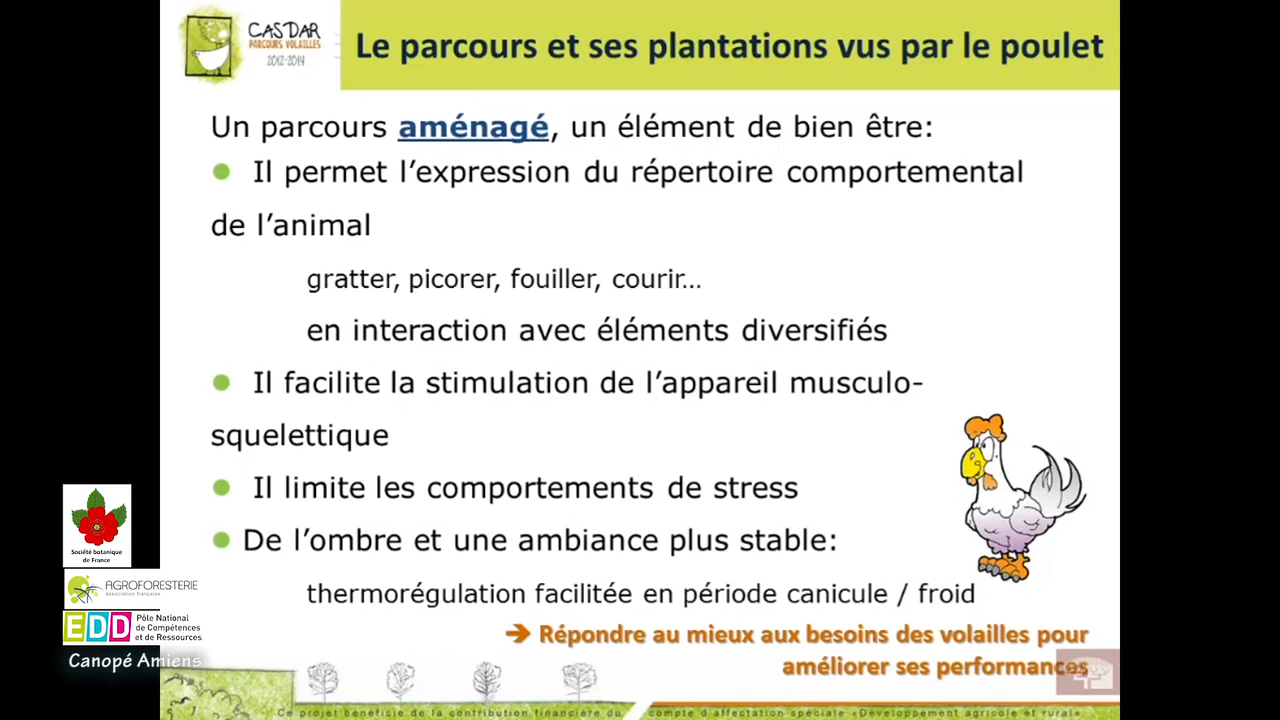 CASDAR
PARCOURS VOLAILLES
2012-2014
Le parcours et ses plantations vus par le poulet
Un parcours aménagé, un élément de bien être:
Il permet l’expression du répertoire comportemental
de l’animal
gratter, picorer, fouiller, courir...
en interaction avec éléments diversifiés
Il facilite la stimulation de l’appareil musculo-
squelettique
Il limite les comportements de stress
De l’ombre et une ambiance plus stable:
thermorégulation facilitée en période canicule / froid
➔ Répondre au mieux aux besoins des volailles pour
améliorer ses performances
Société botanique
de France
AGROFORESTERIE
association française
EDD Pôle National
de Compétences
et de Ressources
Canopé Amiens
Ce projet bénéficie de la contribution financière du compte d’affectation spéciale «Développement agricole et rural»